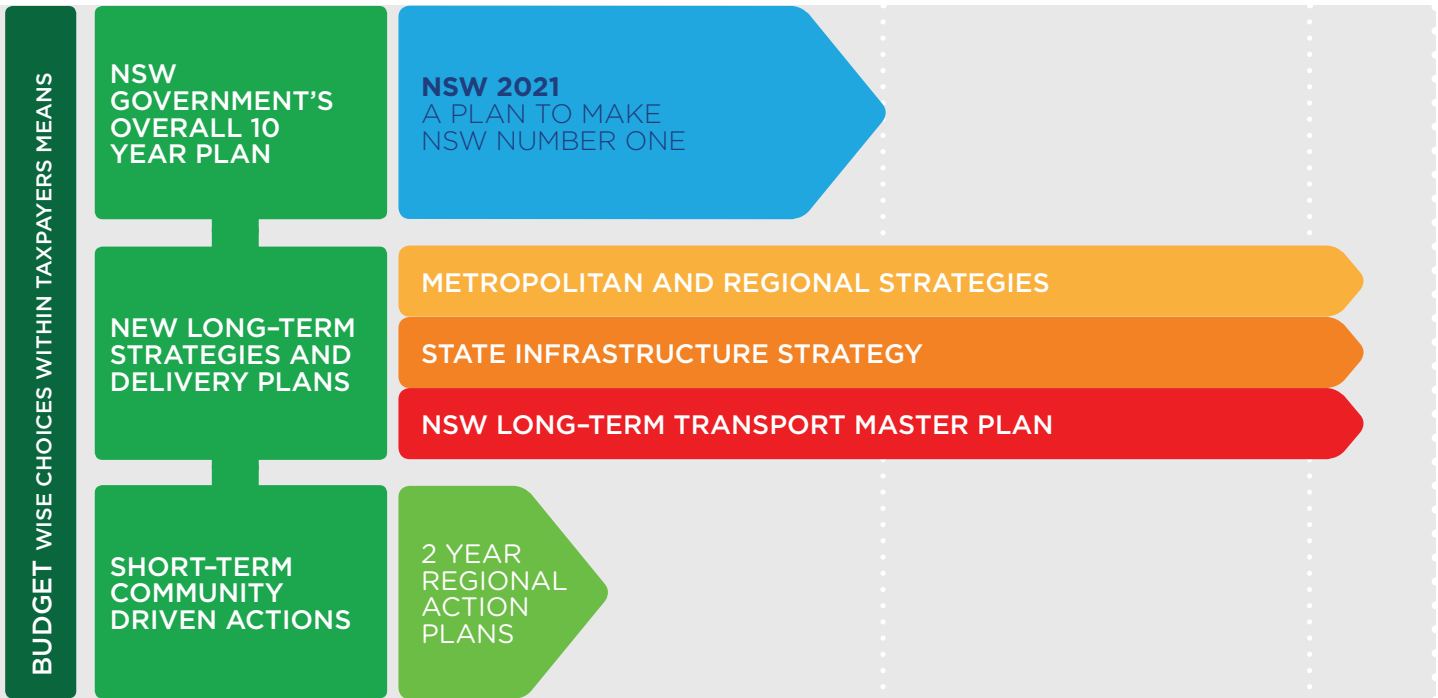 BUDGET WISE CHOICES WITHIN TAXPAYERS MEANS
NSW
GOVERNMENT'S
OVERALL 10
YEAR PLAN
NSW 2021
A PLAN TO MAKE
NSW NUMBER ONE
NEW LONG–TERM
STRATEGIES AND
DELIVERY PLANS
METROPOLITAN AND REGIONAL STRATEGIES
STATE INFRASTRUCTURE STRATEGY
NSW LONG–TERM TRANSPORT MASTER PLAN
SHORT–TERM
COMMUNITY
DRIVEN ACTIONS
2 YEAR
REGIONAL
ACTION
PLANS